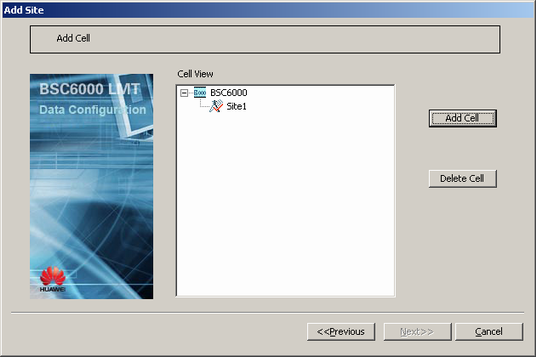 Add Site
Add Cell
BSC6000 LMT
Data Configuration
HUAWEI
Cell View
BSC6000
Site1
Add Cell
Delete Cell
<<Previous
Next>>
Cancel